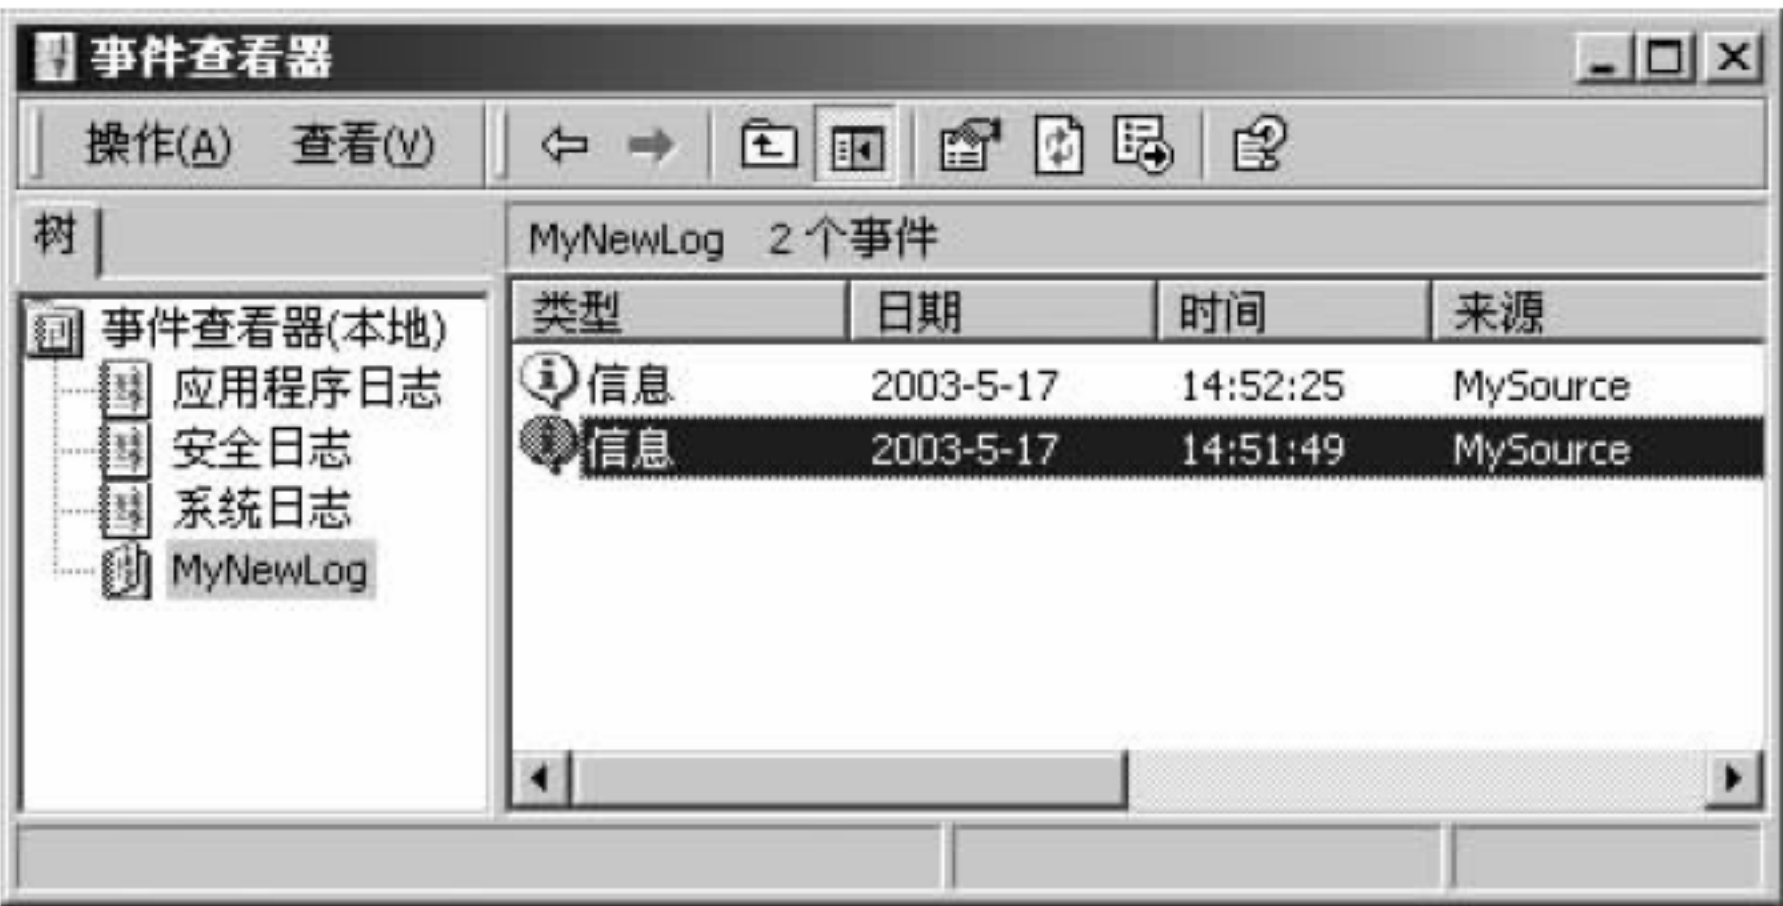 事件查看器
操作(A) 查看(V)
树
MyNewLog 2 个事件
事件查看器(本地)
应用程序日志
安全日志
系统日志
MyNewLog
类型 日期 时间 来源
信息 2003-5-17 14:52:25 MySource
信息 2003-5-17 14:51:49 MySource